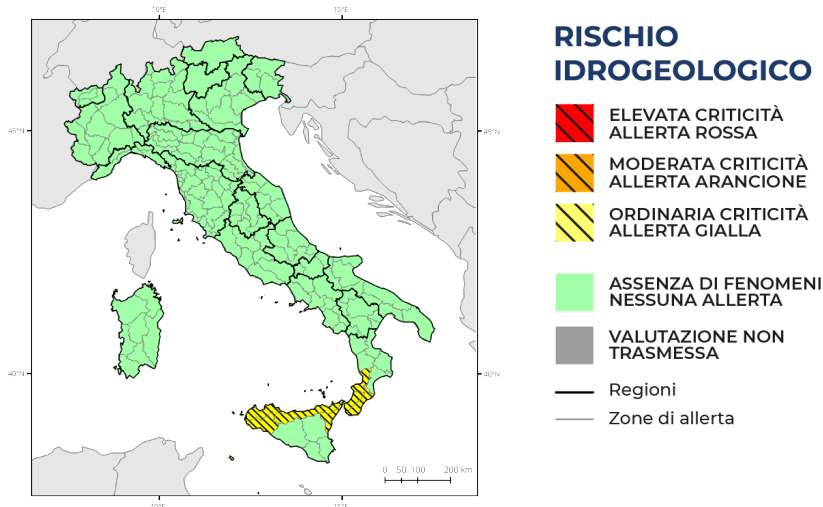 10°E
15°E
RISCHIO
IDROGEOLOGICO
ELEVATA CRITICITÀ
ALLERTA ROSSA
45°N
45°N
MODERATA CRITICITÀ
ALLERTA ARANCIONE
ORDINARIA CRITICITÀ
ALLERTA GIALLA
ASSENZA DI FENOMENI
NESSUNA ALLERTA
VALUTAZIONE NON
TRASMESSA
40°N
40°N
Regioni
Zone di allerta
0 50 100 200 km
10°E
15°E